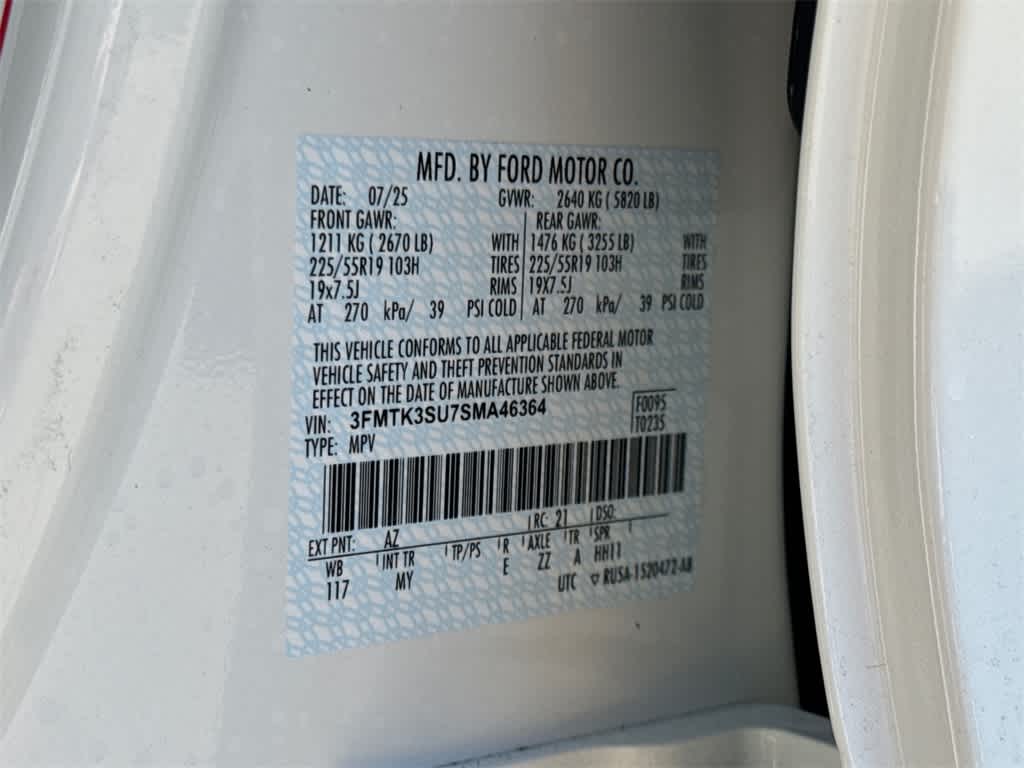 MFD. BY FORD MOTOR CO.
DATE: 07/25 GVWR: 2640 KG ( 5820 LB)
FRONT GAWR: REAR GAWR:
1211 KG ( 2670 LB) WITH 1476 KG ( 3255 LB) WITH
225/55R19 103H TIRES 225/55R19 103H TIRES
19x7.5J RIMS 19x7.5J RIMS
AT 270 kPa/ 39 PSI COLD AT 270 kPa/ 39 PSI COLD
THIS VEHICLE CONFORMS TO ALL APPLICABLE FEDERAL MOTOR
VEHICLE SAFETY AND THEFT PREVENTION STANDARDS IN
EFFECT ON THE DATE OF MANUFACTURE SHOWN ABOVE.
VIN: 3FMTK3SU7SMA46364 F0095
TYPE: MPV T0235
EXT PNT: AZ RC: 21 DSO:
WB INT TR TP/PS R AXLE TR SPR
117 MY E ZZ A HH11
UTC RUSA-1520472-AB